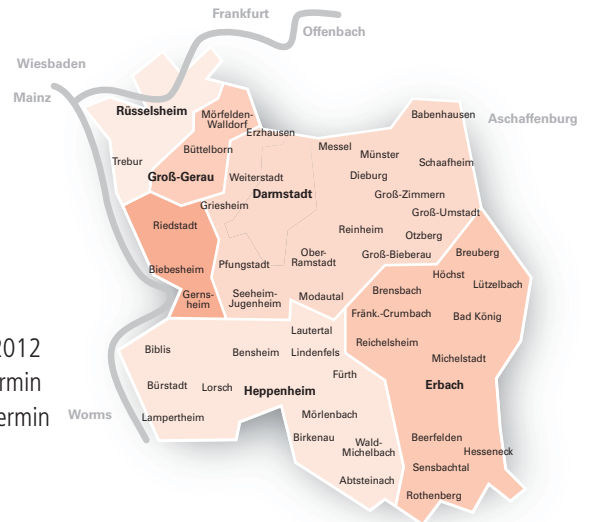 Frankfurt
Offenbach
Wiesbaden
Mainz
Rüsselsheim
Mörfelden-
Walldorf
Erzhausen
Babenhausen
Aschaffenburg
Büttelborn
Messel
Münster
Trebur
Schaafheim
Groß-Gerau
Weiterstadt
Dieburg
Darmstadt
Groß-Zimmern
Griesheim
Groß-Umstadt
Riedstadt
Reinheim
Otzberg
Ober-
Ramstadt
Groß-Bieberau
Breuberg
Biebesheim
Pfungstadt
Höchst
Lützelbach
Gerns-
heim
Seeheim-
Jugenheim
Modautal
Brensbach
Fränk.-Crumbach
Bad König
Lautertal
Reichelsheim
2012
Biblis
Bensheim
Lindenfels
Michelstadt
rmin
Fürth
Bürstadt
Lorsch
Heppenheim
Erbach
ermin
Worms
Lampertheim
Mörlenbach
Birkenau
Wald-
Michelbach
Beerfelden
Hesseneck
Sensbachtal
Abtsteinach
Rothenberg